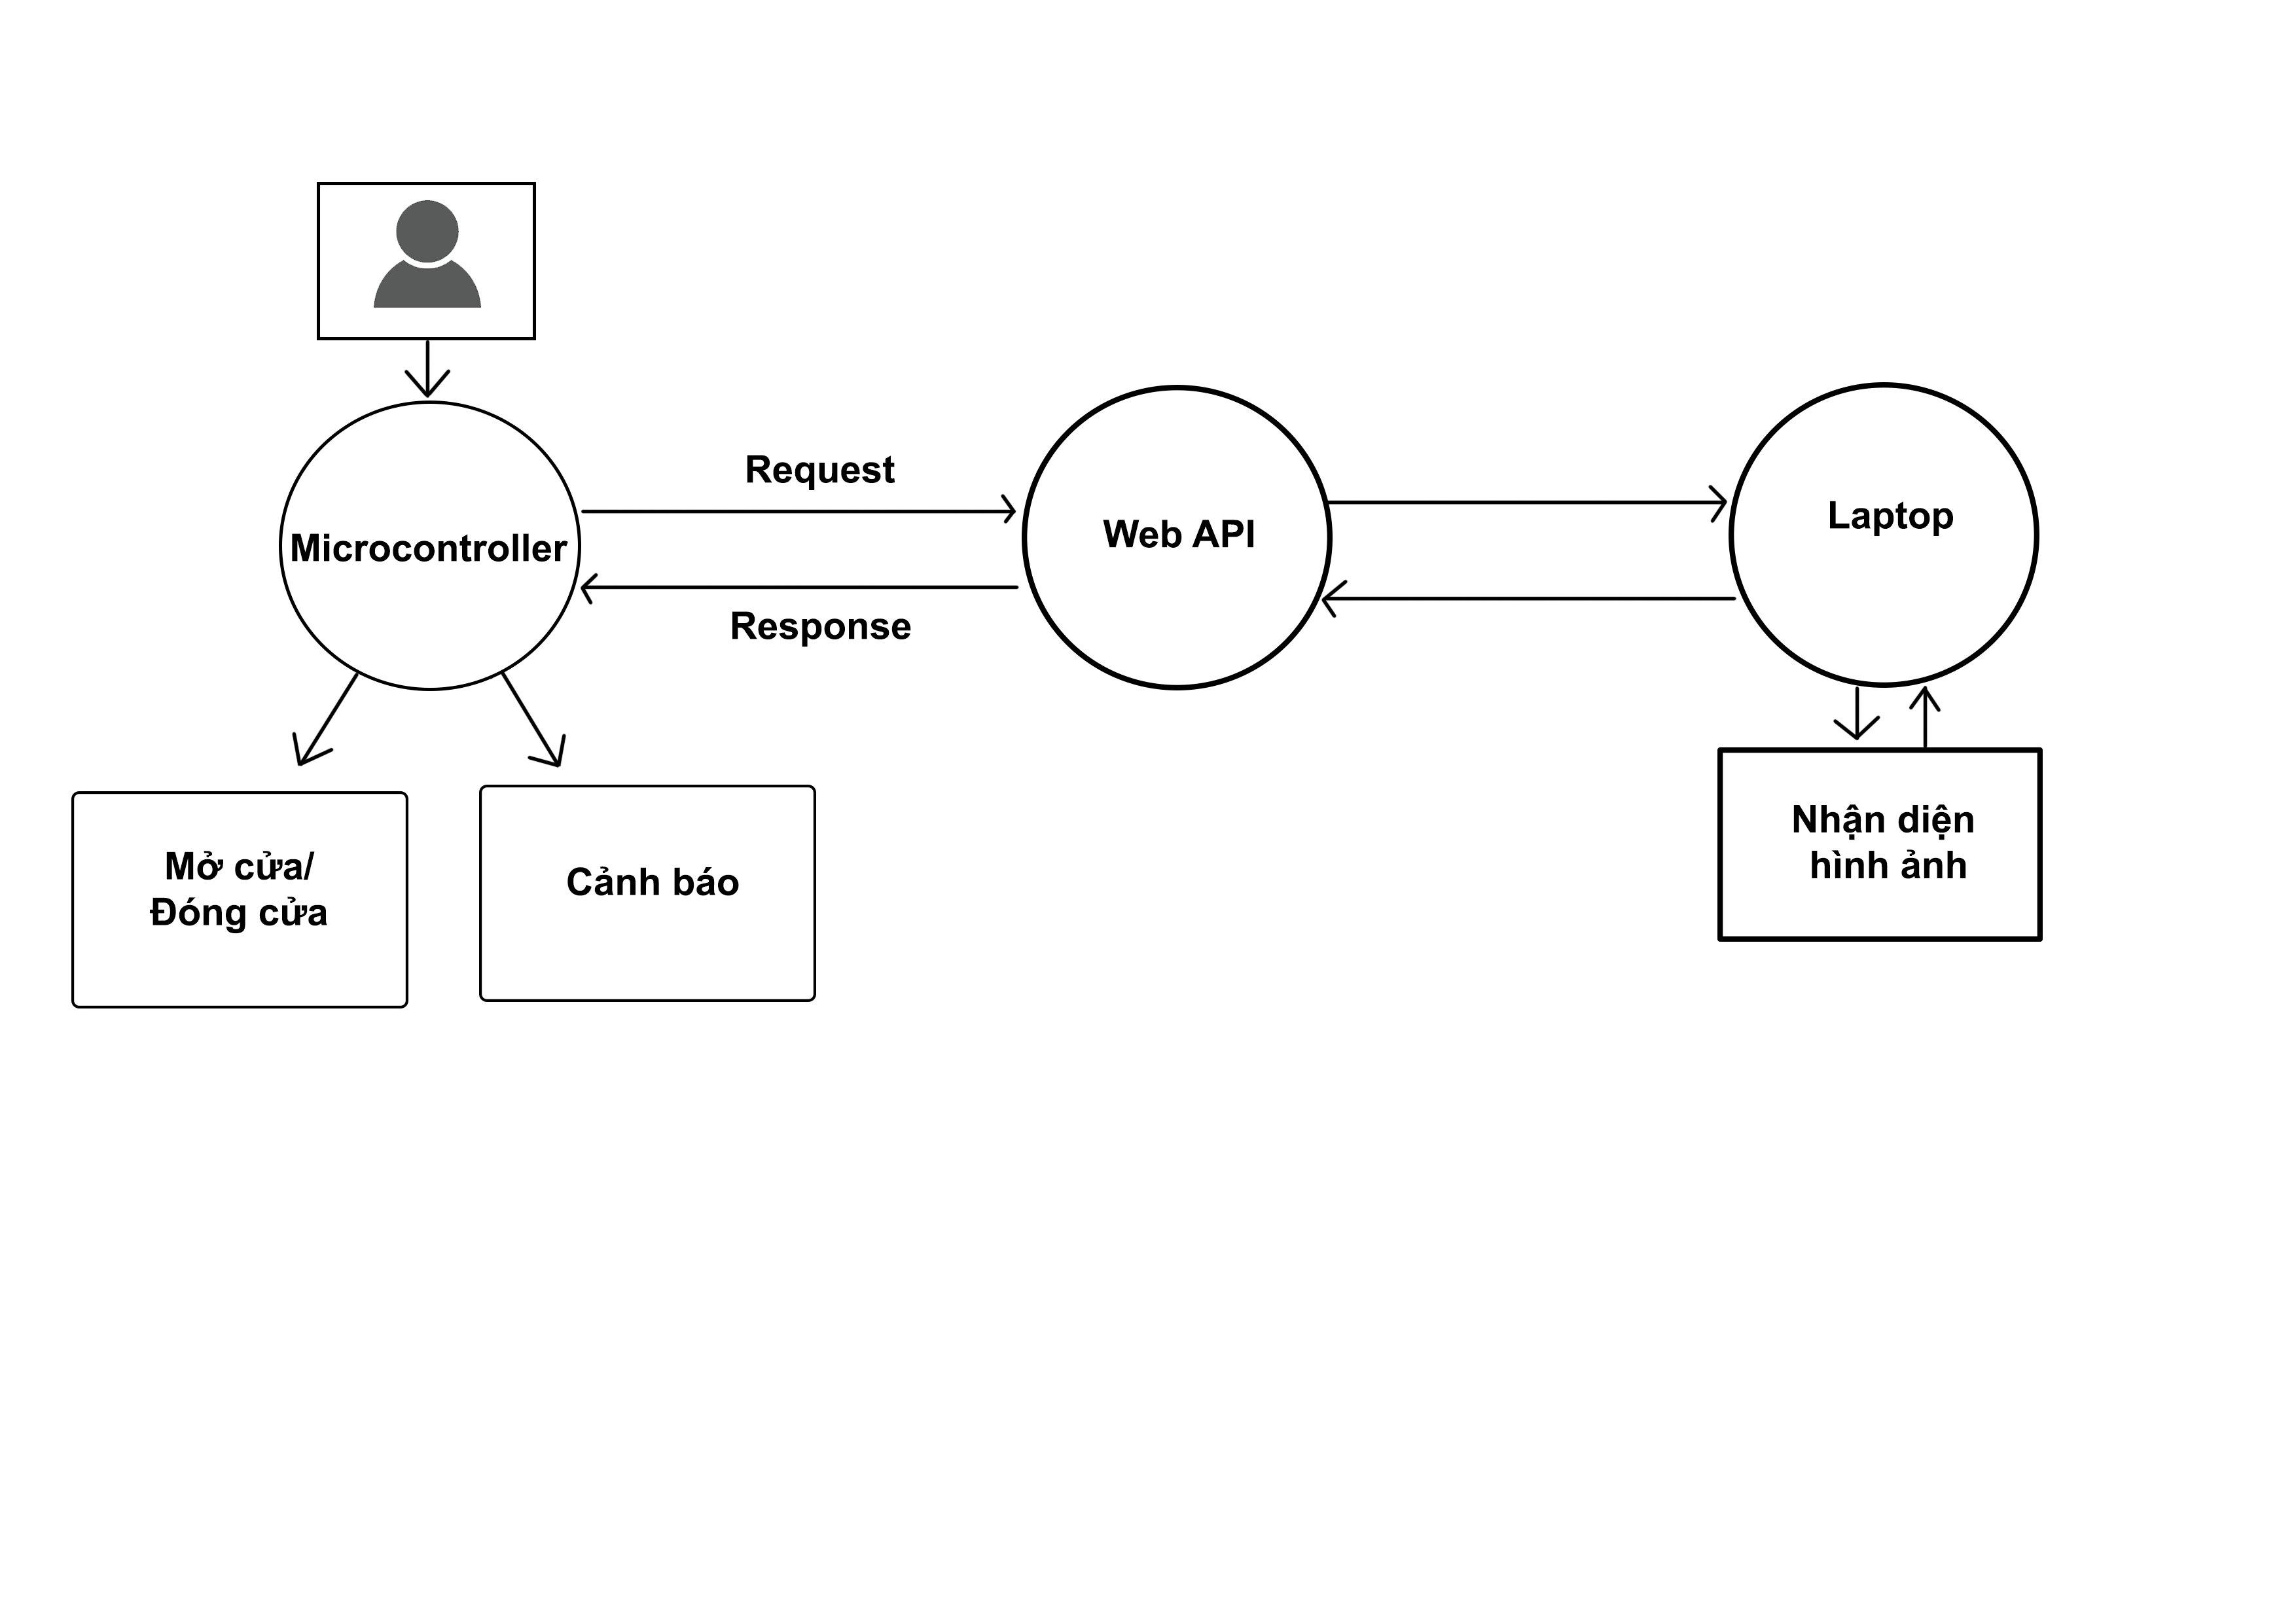 Request
Microcontroller
Web API
Laptop
Response
Mở cửa/
Đóng cửa
Cảnh báo
Nhận diện
hình ảnh